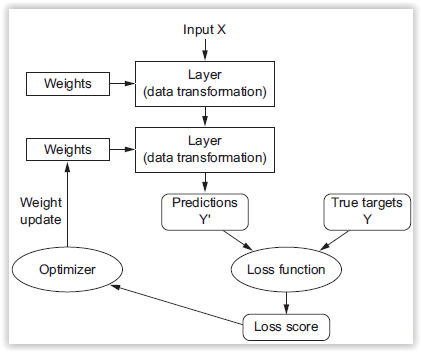 Input X
Layer
(data transformation)
Weights
Layer
(data transformation)
Weights
Weight
update
Predictions
Y'
True targets
Y
Optimizer
Loss function
Loss score